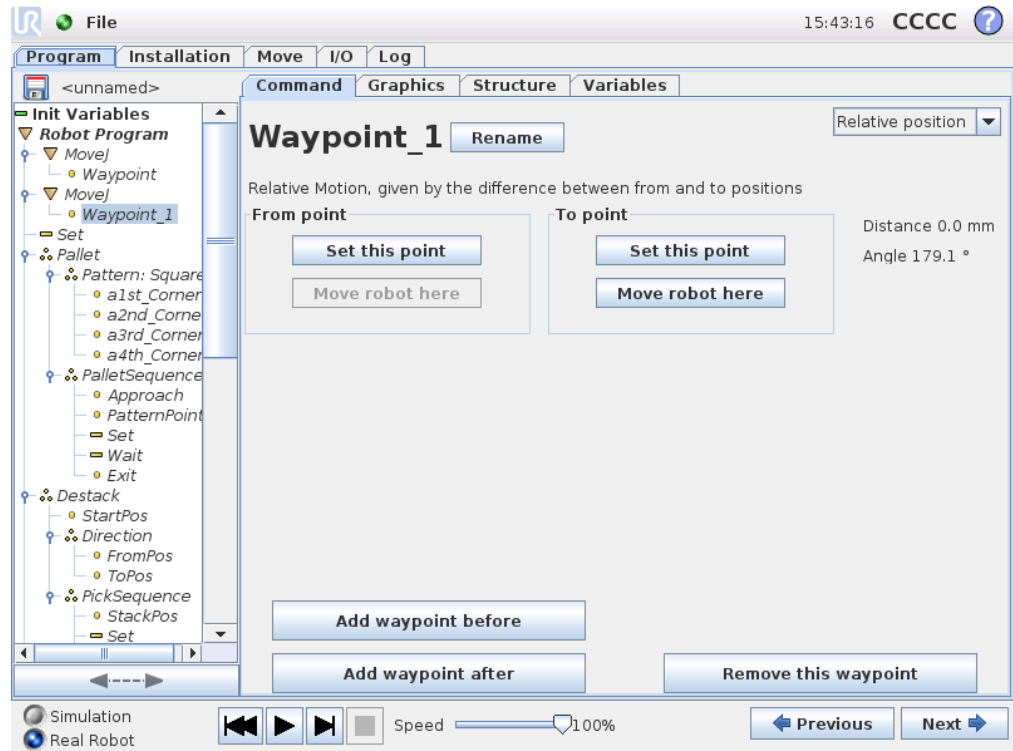 UR File 15:43:16 CCCC ?
Program Installation Move I/O Log
<unnamed>
Command Graphics Structure Variables
Init Variables
Robot Program
MoveJ
Waypoint
MoveJ
Waypoint_1
Set
Pallet
Pattern: Square
a1st_Corner
a2nd_Corne
a3rd_Corner
a4th_Corner
PalletSequence
Approach
PatternPoint
Set
Wait
Exit
Destack
StartPos
Direction
FromPos
ToPos
PickSequence
StackPos
Set
Waypoint_1 Rename
Relative position
Relative Motion, given by the difference between from and to positions
From point
Set this point
Move robot here
To point
Set this point
Move robot here
Distance 0.0 mm
Angle 179.1 °
Add waypoint before
Add waypoint after
Remove this waypoint
Simulation
Real Robot
Speed 100%
Previous Next